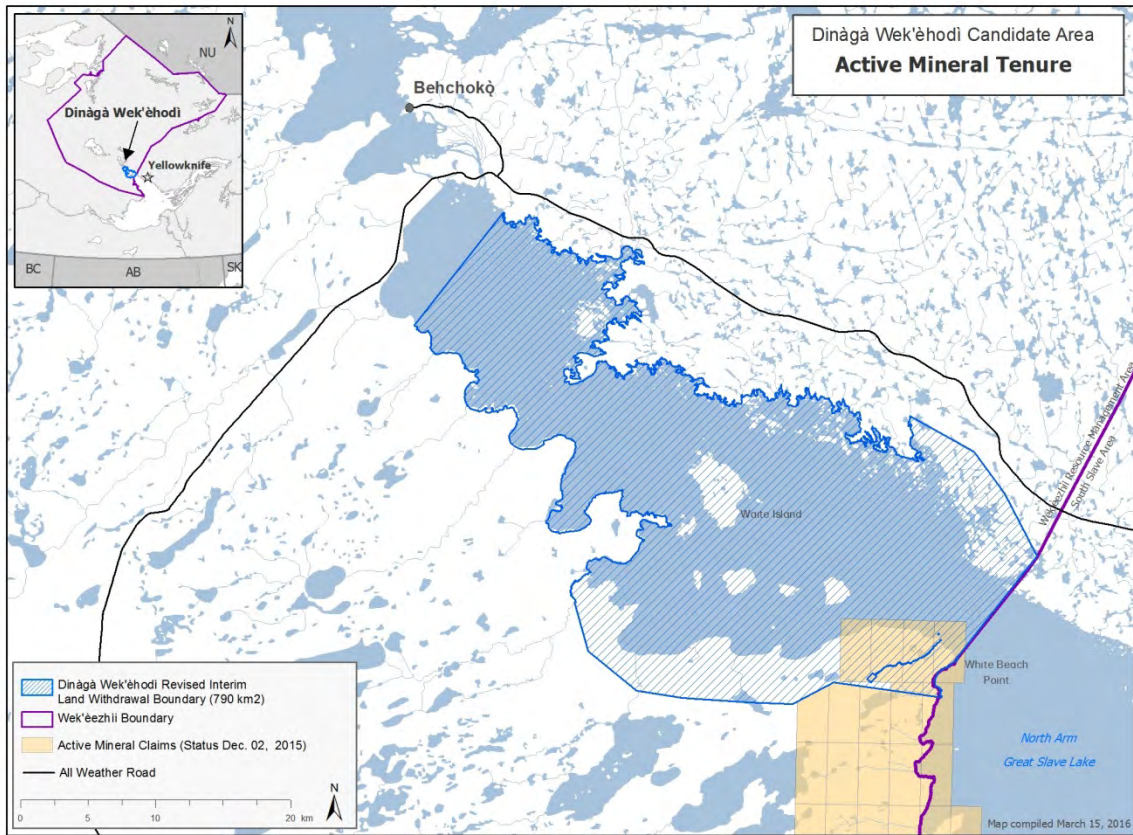 Dınàgà Wek'èhodì Candidate Area
Active Mineral Tenure
N
NU
Dınàgà Wek'èhodì
Yellowknife
BC
AB
SK
Behchokǫ̀
Wek'èezhìi Resource Management Area
South Slave Area
Waite Island
White Beach
Point
North Arm
Great Slave Lake
Dınàgà Wek'èhodì Revised Interim
Land Withdrawal Boundary (790 km2)
Wek'èezhìi Boundary
Active Mineral Claims (Status Dec. 02, 2015)
All Weather Road
0 5 10 20 km
N
Map compiled March 15, 2016